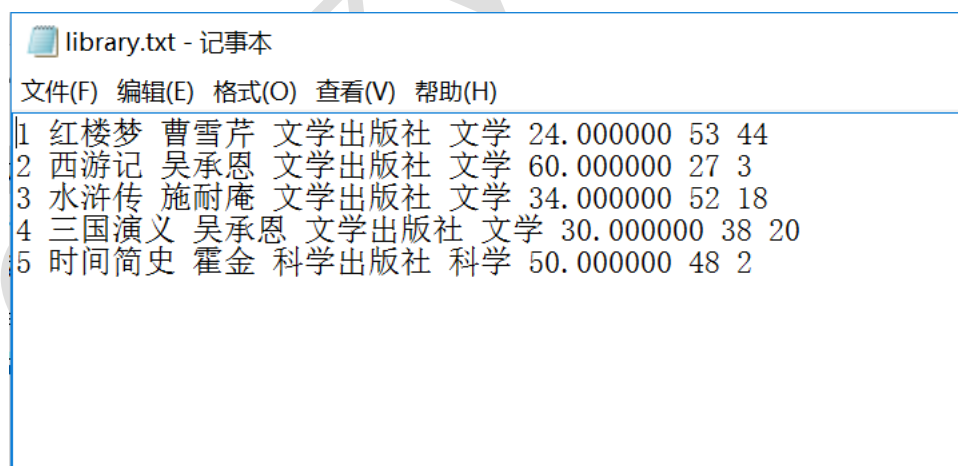 library.txt - 记事本
文件(F) 编辑(E) 格式(O) 查看(V) 帮助(H)
1 红楼梦 曹雪芹 文学出版社 文学 24.000000 53 44
2 西游记 吴承恩 文学出版社 文学 60.000000 27 3
3 水浒传 施耐庵 文学出版社 文学 34.000000 52 18
4 三国演义 吴承恩 文学出版社 文学 30.000000 38 20
5 时间简史 霍金 科学出版社 科学 50.000000 48 2